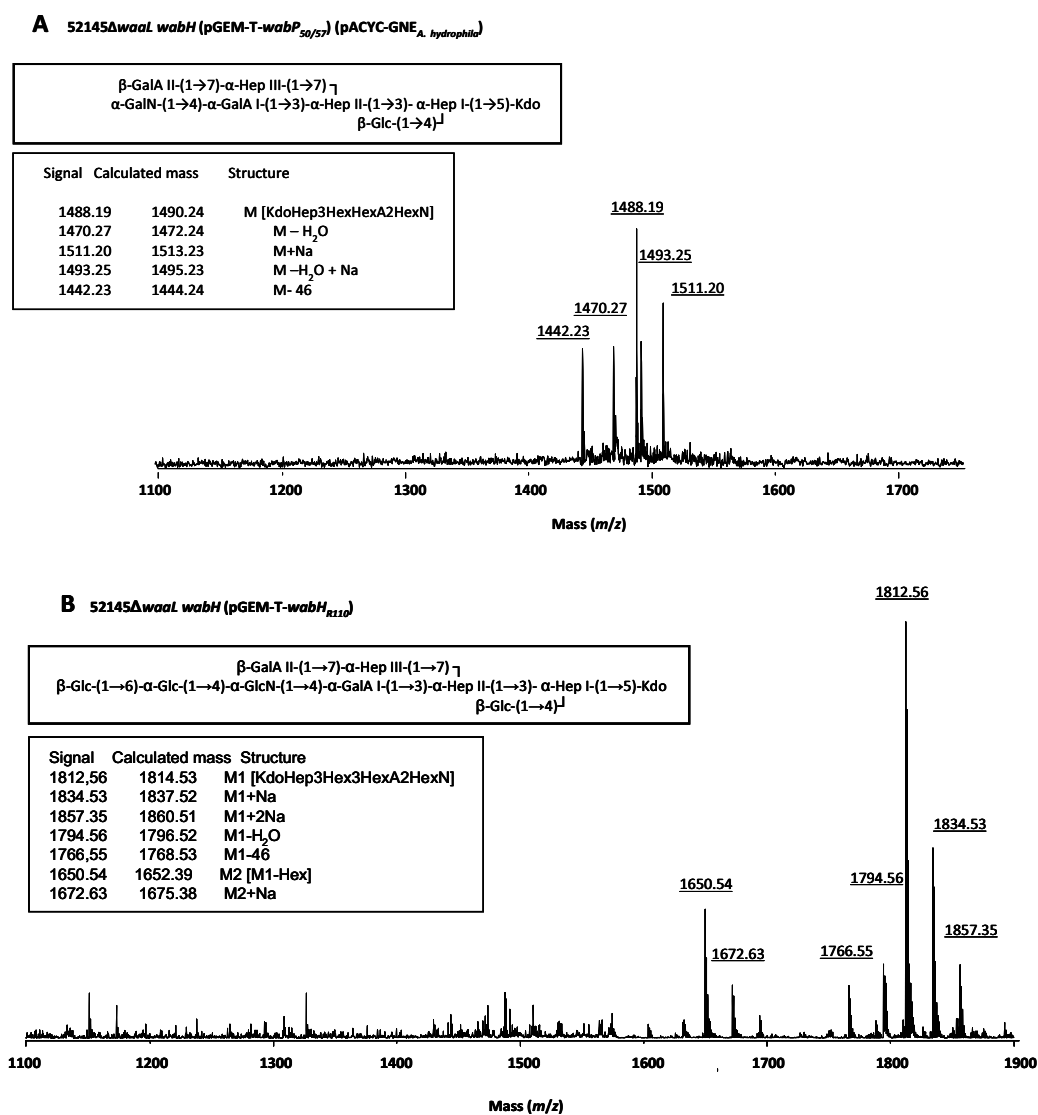 A 52145ΔwaaL wabH (pGEM-T-wabP50/57) (pACYC-GNEA. hydrophila)
β-GalA II-(1→7)-α-Hep III-(1→7)┐
α-GalN-(1→4)-α-GalA I-(1→3)-α-Hep II-(1→3)- α-Hep I-(1→5)-Kdo
β-Glc-(1→4)┘
Signal Calculated mass Structure
1488.19 1490.24 M [KdoHep3HexHexA2HexN]
1470.27 1472.24 M – H2O
1511.20 1513.23 M+Na
1493.25 1495.23 M –H2O + Na
1442.23 1444.24 M- 46
1488.19
1493.25
1511.20
1470.27
1442.23
1100 1200 1300 1400 1500 1600 1700
Mass (m/z)
B 52145ΔwaaL wabH (pGEM-T-wabHR110)
β-GalA II-(1→7)-α-Hep III-(1→7)┐
β-Glc-(1→6)-α-Glc-(1→4)-α-GlcN-(1→4)-α-GalA I-(1→3)-α-Hep II-(1→3)- α-Hep I-(1→5)-Kdo
β-Glc-(1→4)┘
Signal Calculated mass Structure
1812,56 1814.53 M1 [KdoHep3Hex3HexA2HexN]
1834.53 1837.52 M1+Na
1857.35 1860.51 M1+2Na
1794.56 1796.52 M1-H2O
1766,55 1768.53 M1-46
1650.54 1652.39 M2 [M1-Hex]
1672.63 1675.38 M2+Na
1812.56
1834.53
1794.56
1650.54
1857.35
1672.63
1766.55
1100 1200 1300 1400 1500 1600 1700 1800 1900
Mass (m/z)